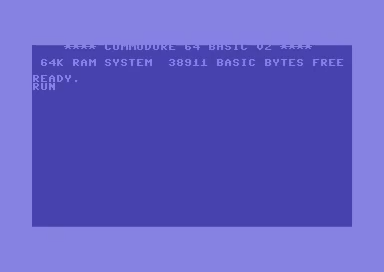 **** COMMODORE 64 BASIC V2 ****
64K RAM SYSTEM  38911 BASIC BYTES FREE
READY.
RUN